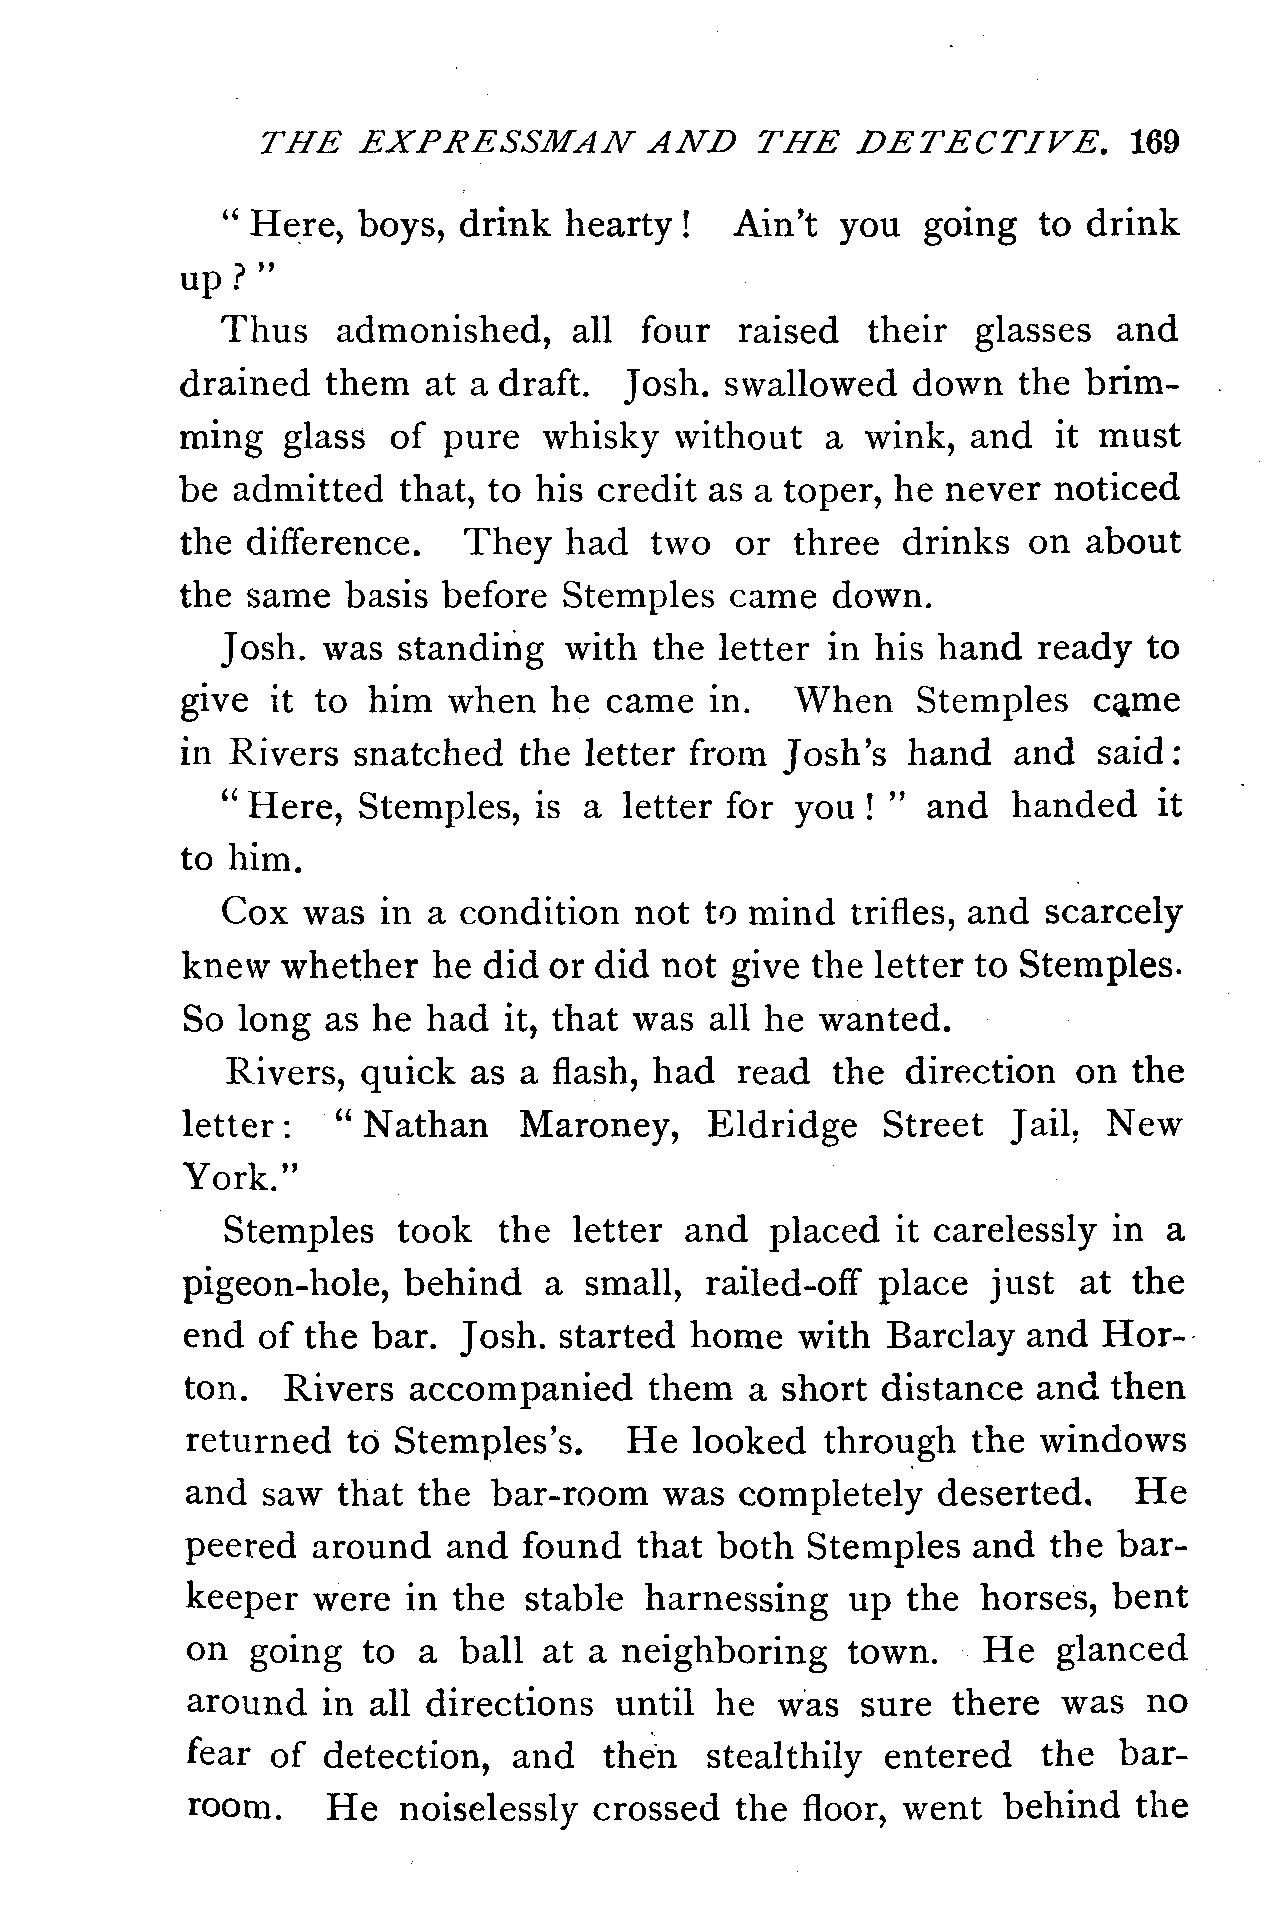 THE EXPRESSMAN AND THE DETECTIVE. 169
" Here, boys, drink hearty ! Ain't you going to drink
up ? "
Thus admonished, all four raised their glasses and
drained them at a draft. Josh. swallowed down the brim-
ming glass of pure whisky without a wink, and it must
be admitted that, to his credit as a toper, he never noticed
the difference. They had two or three drinks on about
the same basis before Stemples came down.
Josh. was standing with the letter in his hand ready to
give it to him when he came in. When Stemples came
in Rivers snatched the letter from Josh's hand and said :
" Here, Stemples, is a letter for you ! " and handed it
to him.
Cox was in a condition not to mind trifles, and scarcely
knew whether he did or did not give the letter to Stemples.
So long as he had it, that was all he wanted.
Rivers, quick as a flash, had read the direction on the
letter : " Nathan Maroney, Eldridge Street Jail, New
York."
Stemples took the letter and placed it carelessly in a
pigeon-hole, behind a small, railed-off place just at the
end of the bar. Josh. started home with Barclay and Hor-
ton. Rivers accompanied them a short distance and then
returned to Stemples's. He looked through the windows
and saw that the bar-room was completely deserted. He
peered around and found that both Stemples and the bar-
keeper were in the stable harnessing up the horses, bent
on going to a ball at a neighboring town. He glanced
around in all directions until he was sure there was no
fear of detection, and then stealthily entered the bar-
room. He noiselessly crossed the floor, went behind the